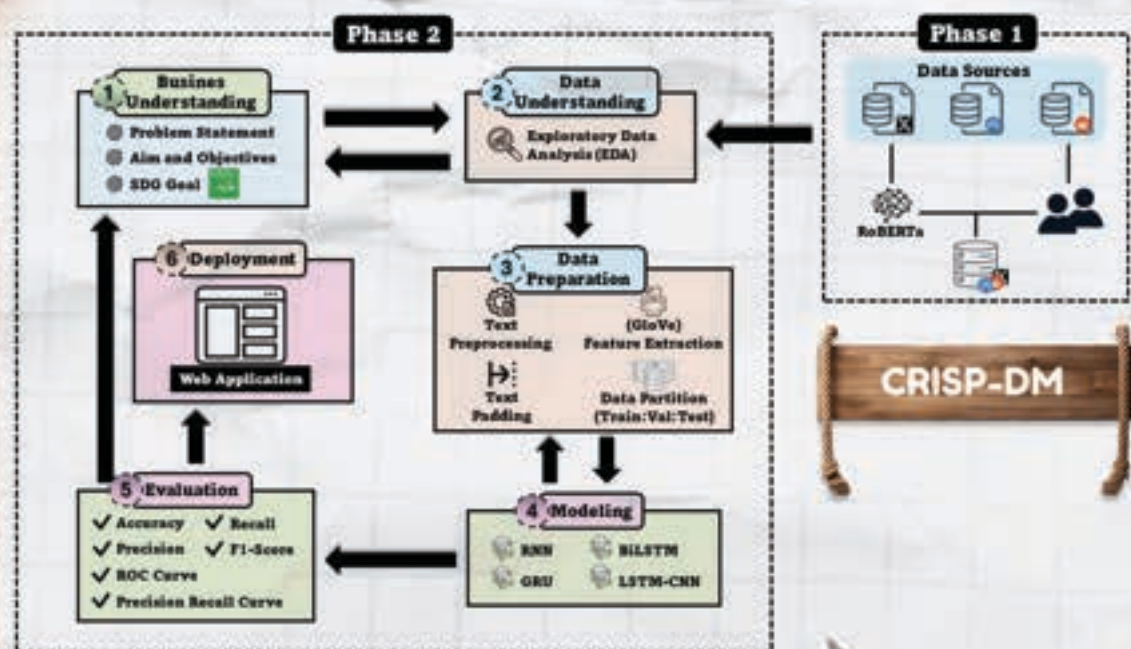 Phase 2
1
Busines
Understanding
Problem Statement
Aim and Objectives
SDG Goal
2
Data
Understanding
Exploratory Data
Analysis (EDA)
3
Data
Preparation
Text
Preprocessing
(GloVe)
Feature Extraction
Text
Padding
Data Partition
(Train:Val:Test)
4
Modeling
RNN
BiLSTM
GRU
LSTM-CNN
5
Evaluation
Accuracy
Recall
Precision
F1-Score
ROC Curve
Precision Recall Curve
6
Deployment
Web Application
Phase 1
Data Sources
X
RoBERTa
CRISP-DM